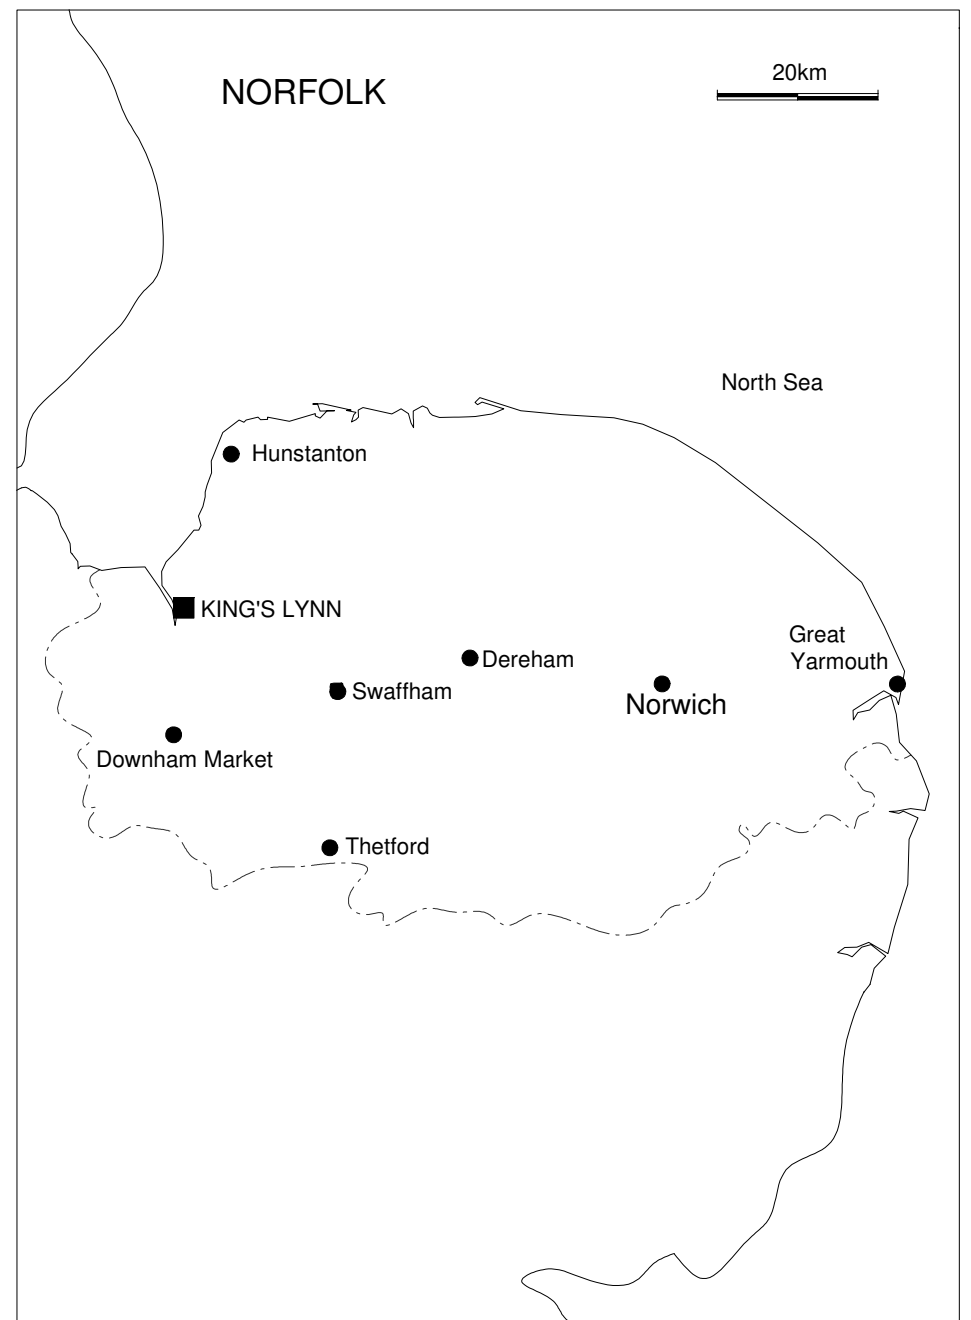 NORFOLK
20km
North Sea
Hunstanton
KING'S LYNN
Great
Yarmouth
Dereham
Swaffham
Norwich
Downham Market
Thetford